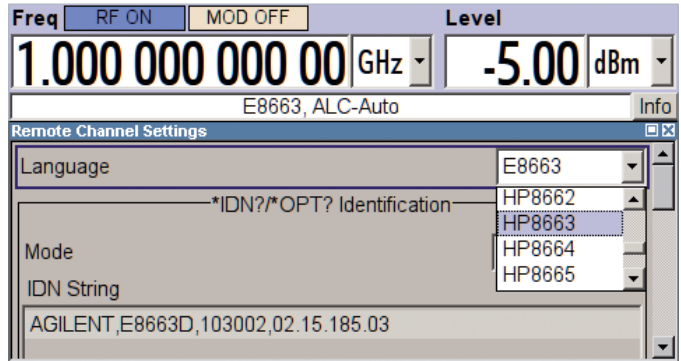 Freq RF ON MOD OFF Level
1.000 000 000 00 GHz -5.00 dBm
E8663, ALC-Auto Info
Remote Channel Settings
Language E8663
*IDN?/*OPT? Identification HP8662
HP8663
Mode HP8664
IDN String HP8665
AGILENT,E8663D,103002,02.15.185.03